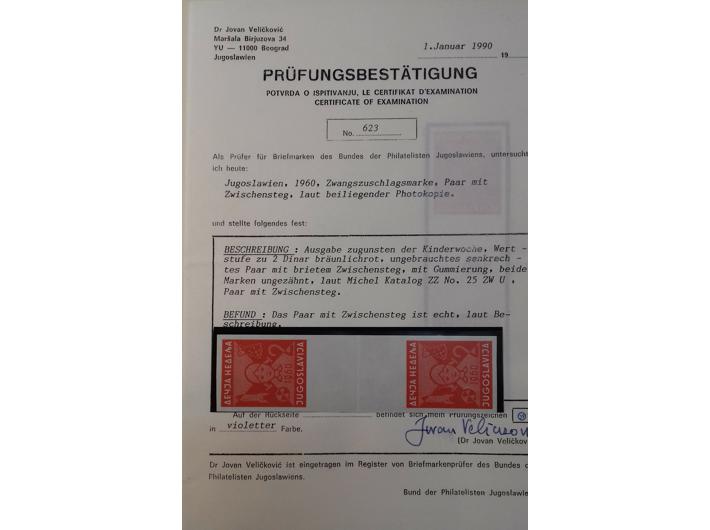 Dr Jovan Veličković
Maršala Birjuzova 34
YU — 11000 Beograd
Jugoslawien
1.Januar 1990
19
PRÜFUNGSBESTÄTIGUNG
POTVRDA O ISPITIVANJU, LE CERTIFIKAT D'EXAMINATION
CERTIFICATE OF EXAMINATION
No. 623
Als Prüfer für Briefmarken des Bundes der Philatelisten Jugoslawiens, untersucht
ich heute:
Jugoslawien, 1960, Zwangszuschlagsmarke, Paar mit
Zwischensteg, laut beiliegender Photokopie.
und stellte folgendes fest:
BESCHREIBUNG : Ausgabe zugunsten der Kinderwoche, Wert -
stufe zu 2 Dinar bräunlichrot, ungebrauchtes senkrech -
tes Paar mit brietem Zwischensteg, mit Gummierung, beide
Marken ungezähnt, laut Michel Katalog ZZ No. 25 ZW U ,
Paar mit Zwischensteg.
BEFUND : Das Paar mit Zwischensteg ist echt, laut Be-
schreibung.
ДЕЧЈА НЕДЕЉА
1960
JUGOSLAVIJA
ДЕЧЈА НЕДЕЉА
1960
JUGOSLAVIJA
Auf der Rückseite befindet sich mein Prüfungszeichen
in violetter Farbe.
(Dr Jovan Veličkov
Dr Jovan Veličković ist eingetragen im Register von Briefmarkenprüfer des Bundes d
Philatelisten Jugoslawiens.
Bund der Philatelisten Jugoslawie